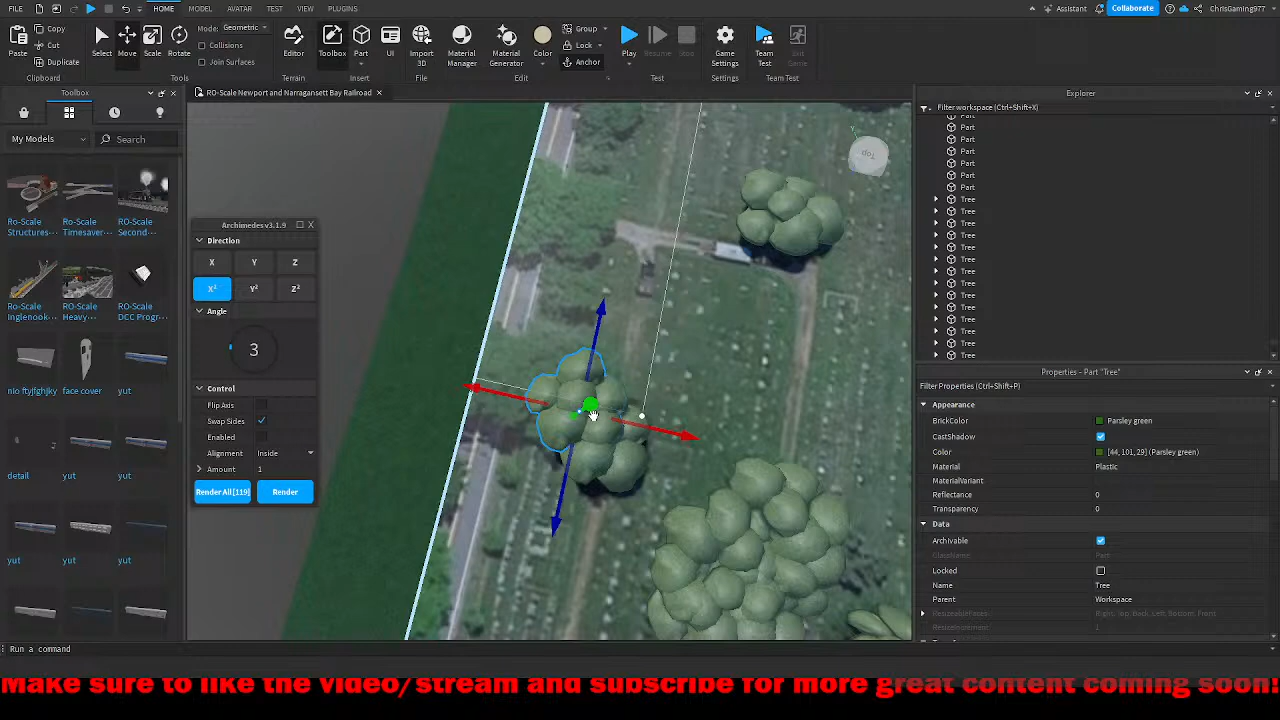 FILE HOME MODEL AVATAR TEST VIEW PLUGINS Assistant Collaborate ChrisGaming977
Paste Copy Cut Duplicate
Clipboard
Select Move Scale Rotate
Mode: Geometric
Collisions
Join Surfaces
Tools
Editor
Terrain
Toolbox Part UI
Insert
Import 3D
File
Material Manager
Material Generator
Color
Group
Lock
Anchor
Edit
Play Resume Stop
Test
Game Settings
Settings
Team Test
Exit Game
Team Test
Toolbox
RO-Scale Newport and Narragansett Bay Railroad
Explorer
Filter workspace (Ctrl+Shift+X)
My Models Search
Ro-Scale Structures···
RO-Scale Timesaver···
RO-Scale Second···
Ro-Scale Inglenook···
Ro-Scale Heavy···
RO-Scale DCC Progr···
nlo ftyjfghjky
face cover
yut
detail
yut
yut
yut
yut
yut
Archimedes v3.1.9
Direction
X Y Z
X² Y² Z²
Angle
3
Control
Flip Axis
Swap Sides
Enabled
Alignment Inside
Amount 1
Render All [119] Render
Top
Part
Part
Part
Part
Part
Part
Part
Tree
Tree
Tree
Tree
Tree
Tree
Tree
Tree
Tree
Tree
Tree
Tree
Tree
Tree
Properties - Part "Tree"
Filter Properties (Ctrl+Shift+P)
Appearance
BrickColor Parsley green
CastShadow
Color [44, 101, 29] (Parsley green)
Material Plastic
MaterialVariant
Reflectance 0
Transparency 0
Data
Archivable
ClassName Part
Locked
Name Tree
Parent Workspace
ResizeableFaces Right, Top, Back, Left, Bottom, Front
ResizeIncrement 1
Run a command
Make sure to like the video/stream and subscribe for more great content coming soon!